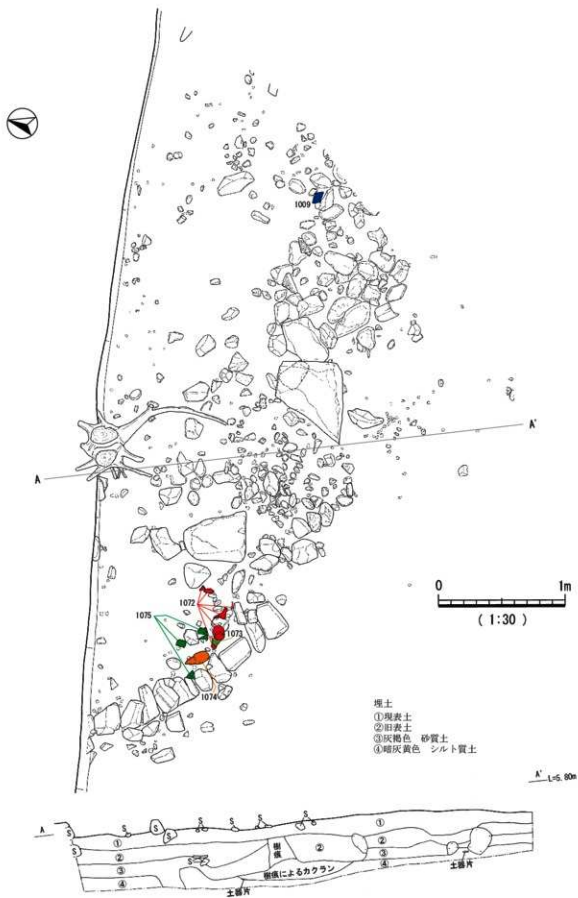 1009
A'
A
0 1m
(1:30)
1072
1075
1073
1074
埋土
①現表土
②旧表土
③灰褐色 砂質土
④暗灰黄色 シルト質土
A' L=5.80m
A
S S S S S S
S S
① ①
② 樹痕 ② ②
③ ③
④ 樹痕によるカクラン ④ 土器片
土器片